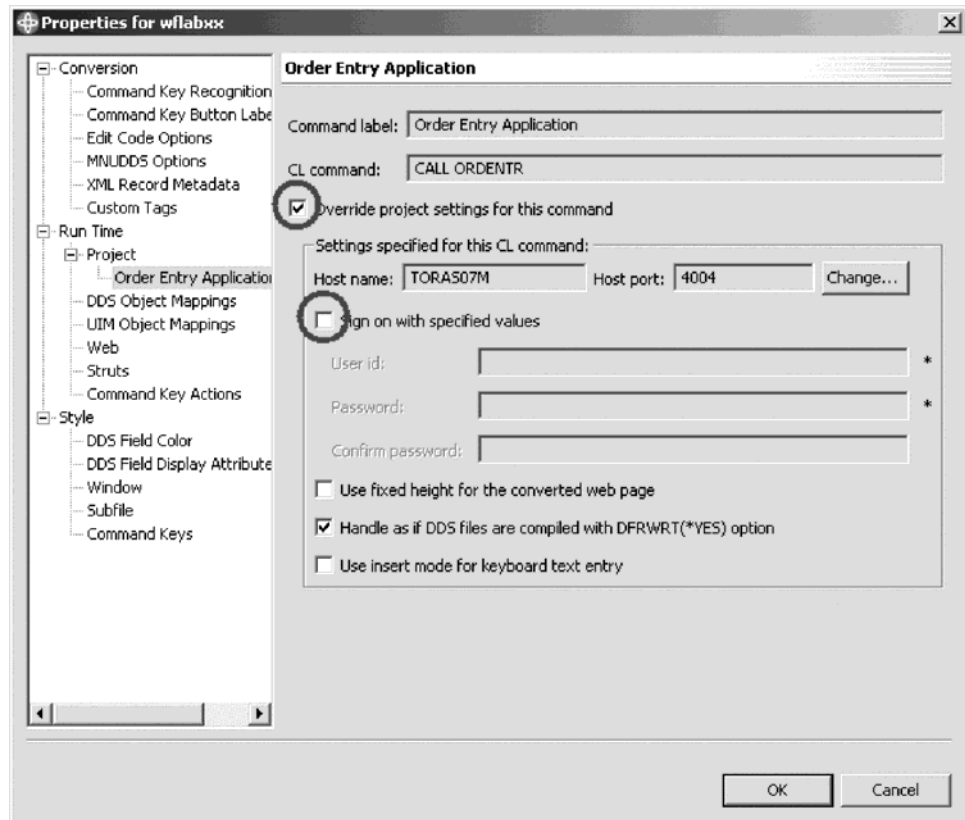 Properties for wflabxx
Conversion
Command Key Recognition
Command Key Button Labe
Edit Code Options
MNUDDS Options
XML Record Metadata
Custom Tags
Run Time
Project
Order Entry Applicatio
DDS Object Mappings
UIM Object Mappings
Web
Struts
Command Key Actions
Style
DDS Field Color
DDS Field Display Attribute
Window
Subfile
Command Keys
Order Entry Application
Command label: Order Entry Application
CL command: CALL ORDENTR
Override project settings for this command
Settings specified for this CL command:
Host name: TORAS07M Host port: 4004 Change...
Sign on with specified values
User id: *
Password: *
Confirm password:
Use fixed height for the converted web page
Handle as if DDS files are compiled with DFRWRT(*YES) option
Use insert mode for keyboard text entry
OK Cancel